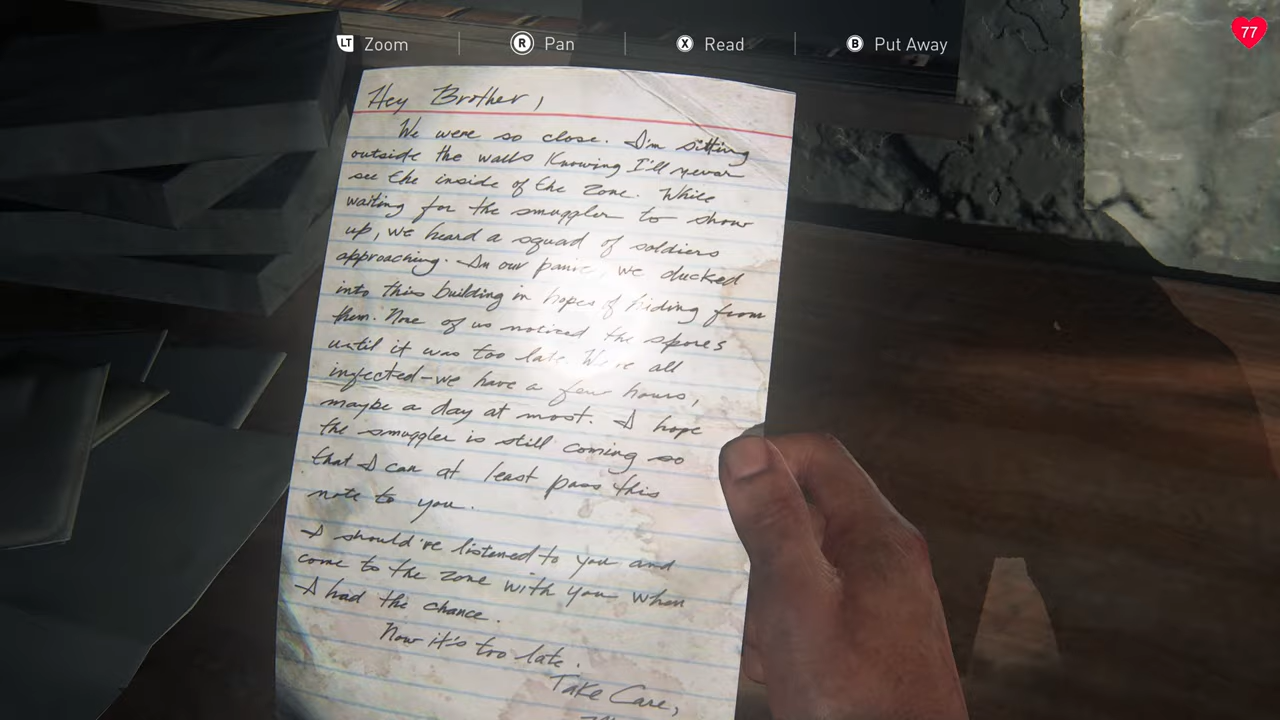 LT Zoom
R Pan
X Read
B Put Away
77
Hey Brother,
We were so close. I'm sitting
outside the walls Knowing I'll never
see the inside of the zone. While
waiting for the smuggler to show
up, we heard a squad of soldiers
approaching. In our panic, we ducked
into this building in hopes of hiding from
them. None of us noticed the spores
until it was too late. We're all
infected-we have a few hours,
maybe a day at most. I hope
the smuggler is still coming so
that I can at least pass this
note to you.
I should've listened to you and
come to the zone with you when
I had the chance.
Now it's too late.
Take Care,